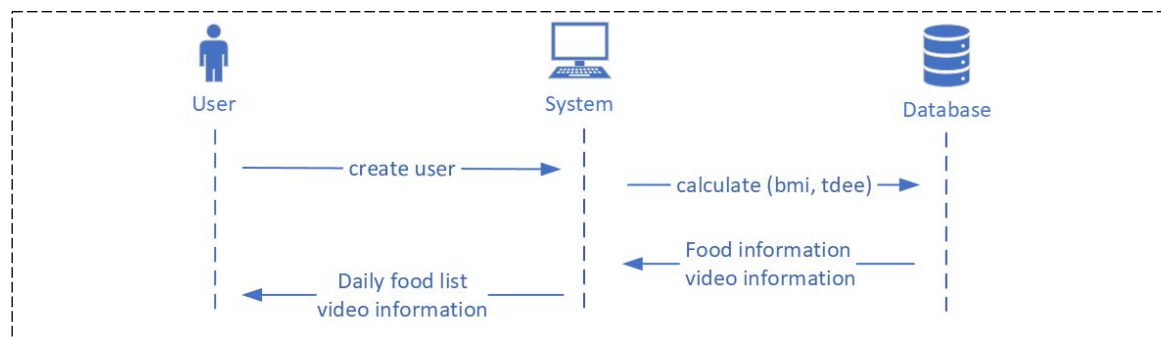 User
System
Database
create user
calculate (bmi, tdee)
Food information
video information
Daily food list
video information